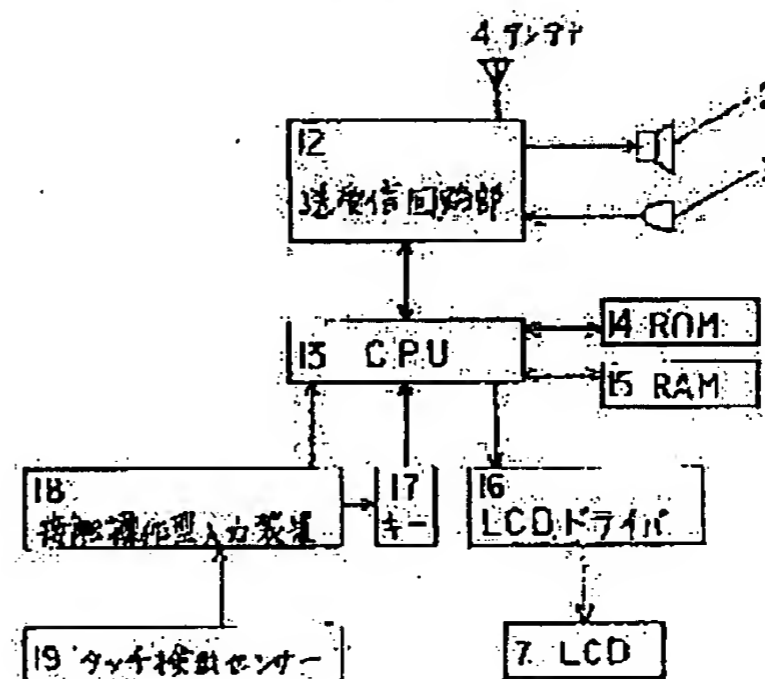 4 アンテナ
12
送受信回路部
13 CPU
14 ROM
15 RAM
18
接触操作型入力装置
17
キー
16
LCDドライバ
19 タッチ検出センサー
7 LCD